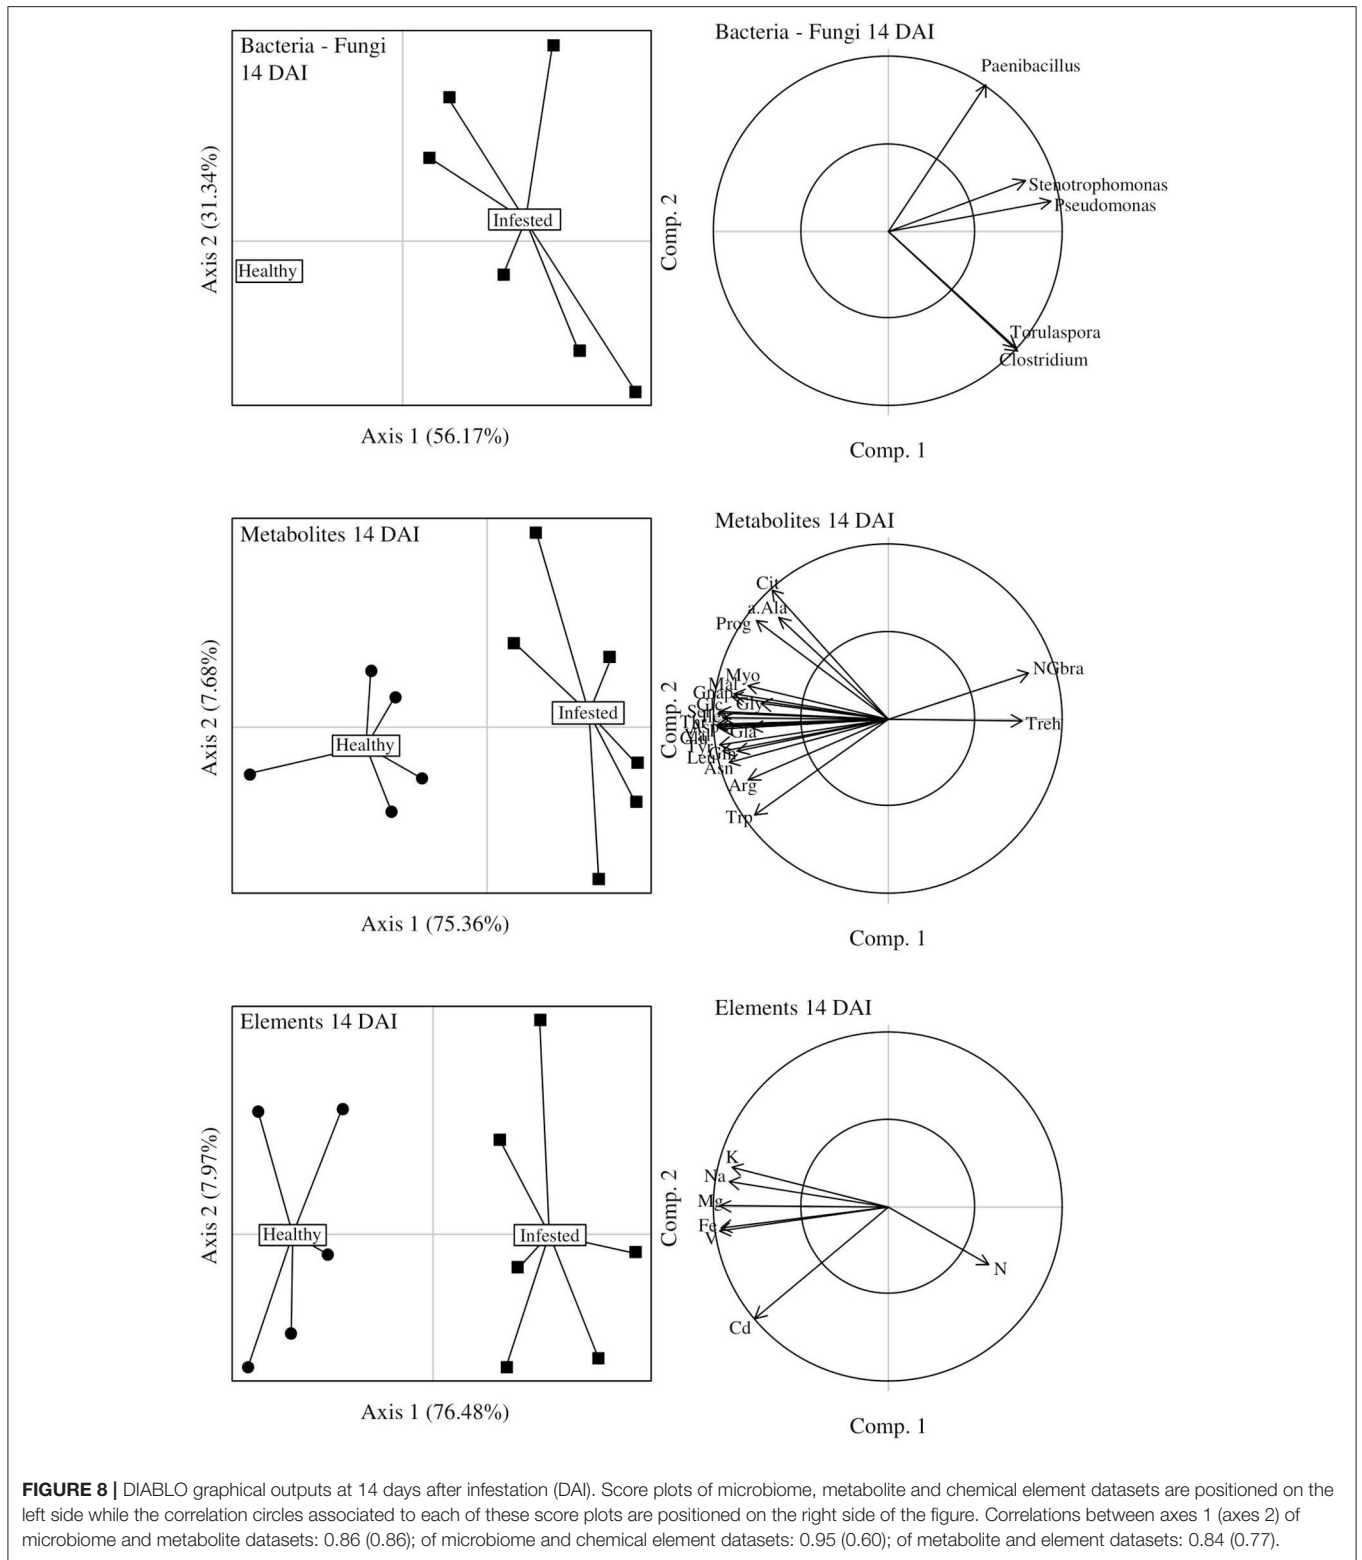 Bacteria - Fungi
14 DAI
Infested
Healthy
Axis 2 (31.34%)
Axis 1 (56.17%)
Bacteria - Fungi 14 DAI
Paenibacillus
Stenotrophomonas
Pseudomonas
Torulaspora
Clostridium
Comp. 2
Comp. 1
Metabolites 14 DAI
Infested
Healthy
Axis 2 (7.68%)
Axis 1 (75.36%)
Metabolites 14 DAI
Cit
a.Ala
Prog
NGbra
Myo
Mal
Gly
Glc
Treh
Gla
Tyr
Leu
Gln
Asn
Arg
Trp
Comp. 2
Comp. 1
Elements 14 DAI
Healthy
Infested
Axis 2 (7.97%)
Axis 1 (76.48%)
Elements 14 DAI
K
Na
Mg
Fe
V
N
Cd
Comp. 2
Comp. 1
FIGURE 8 | DIABLO graphical outputs at 14 days after infestation (DAI). Score plots of microbiome, metabolite and chemical element datasets are positioned on the
left side while the correlation circles associated to each of these score plots are positioned on the right side of the figure. Correlations between axes 1 (axes 2) of
microbiome and metabolite datasets: 0.86 (0.86); of microbiome and chemical element datasets: 0.95 (0.60); of metabolite and element datasets: 0.84 (0.77).